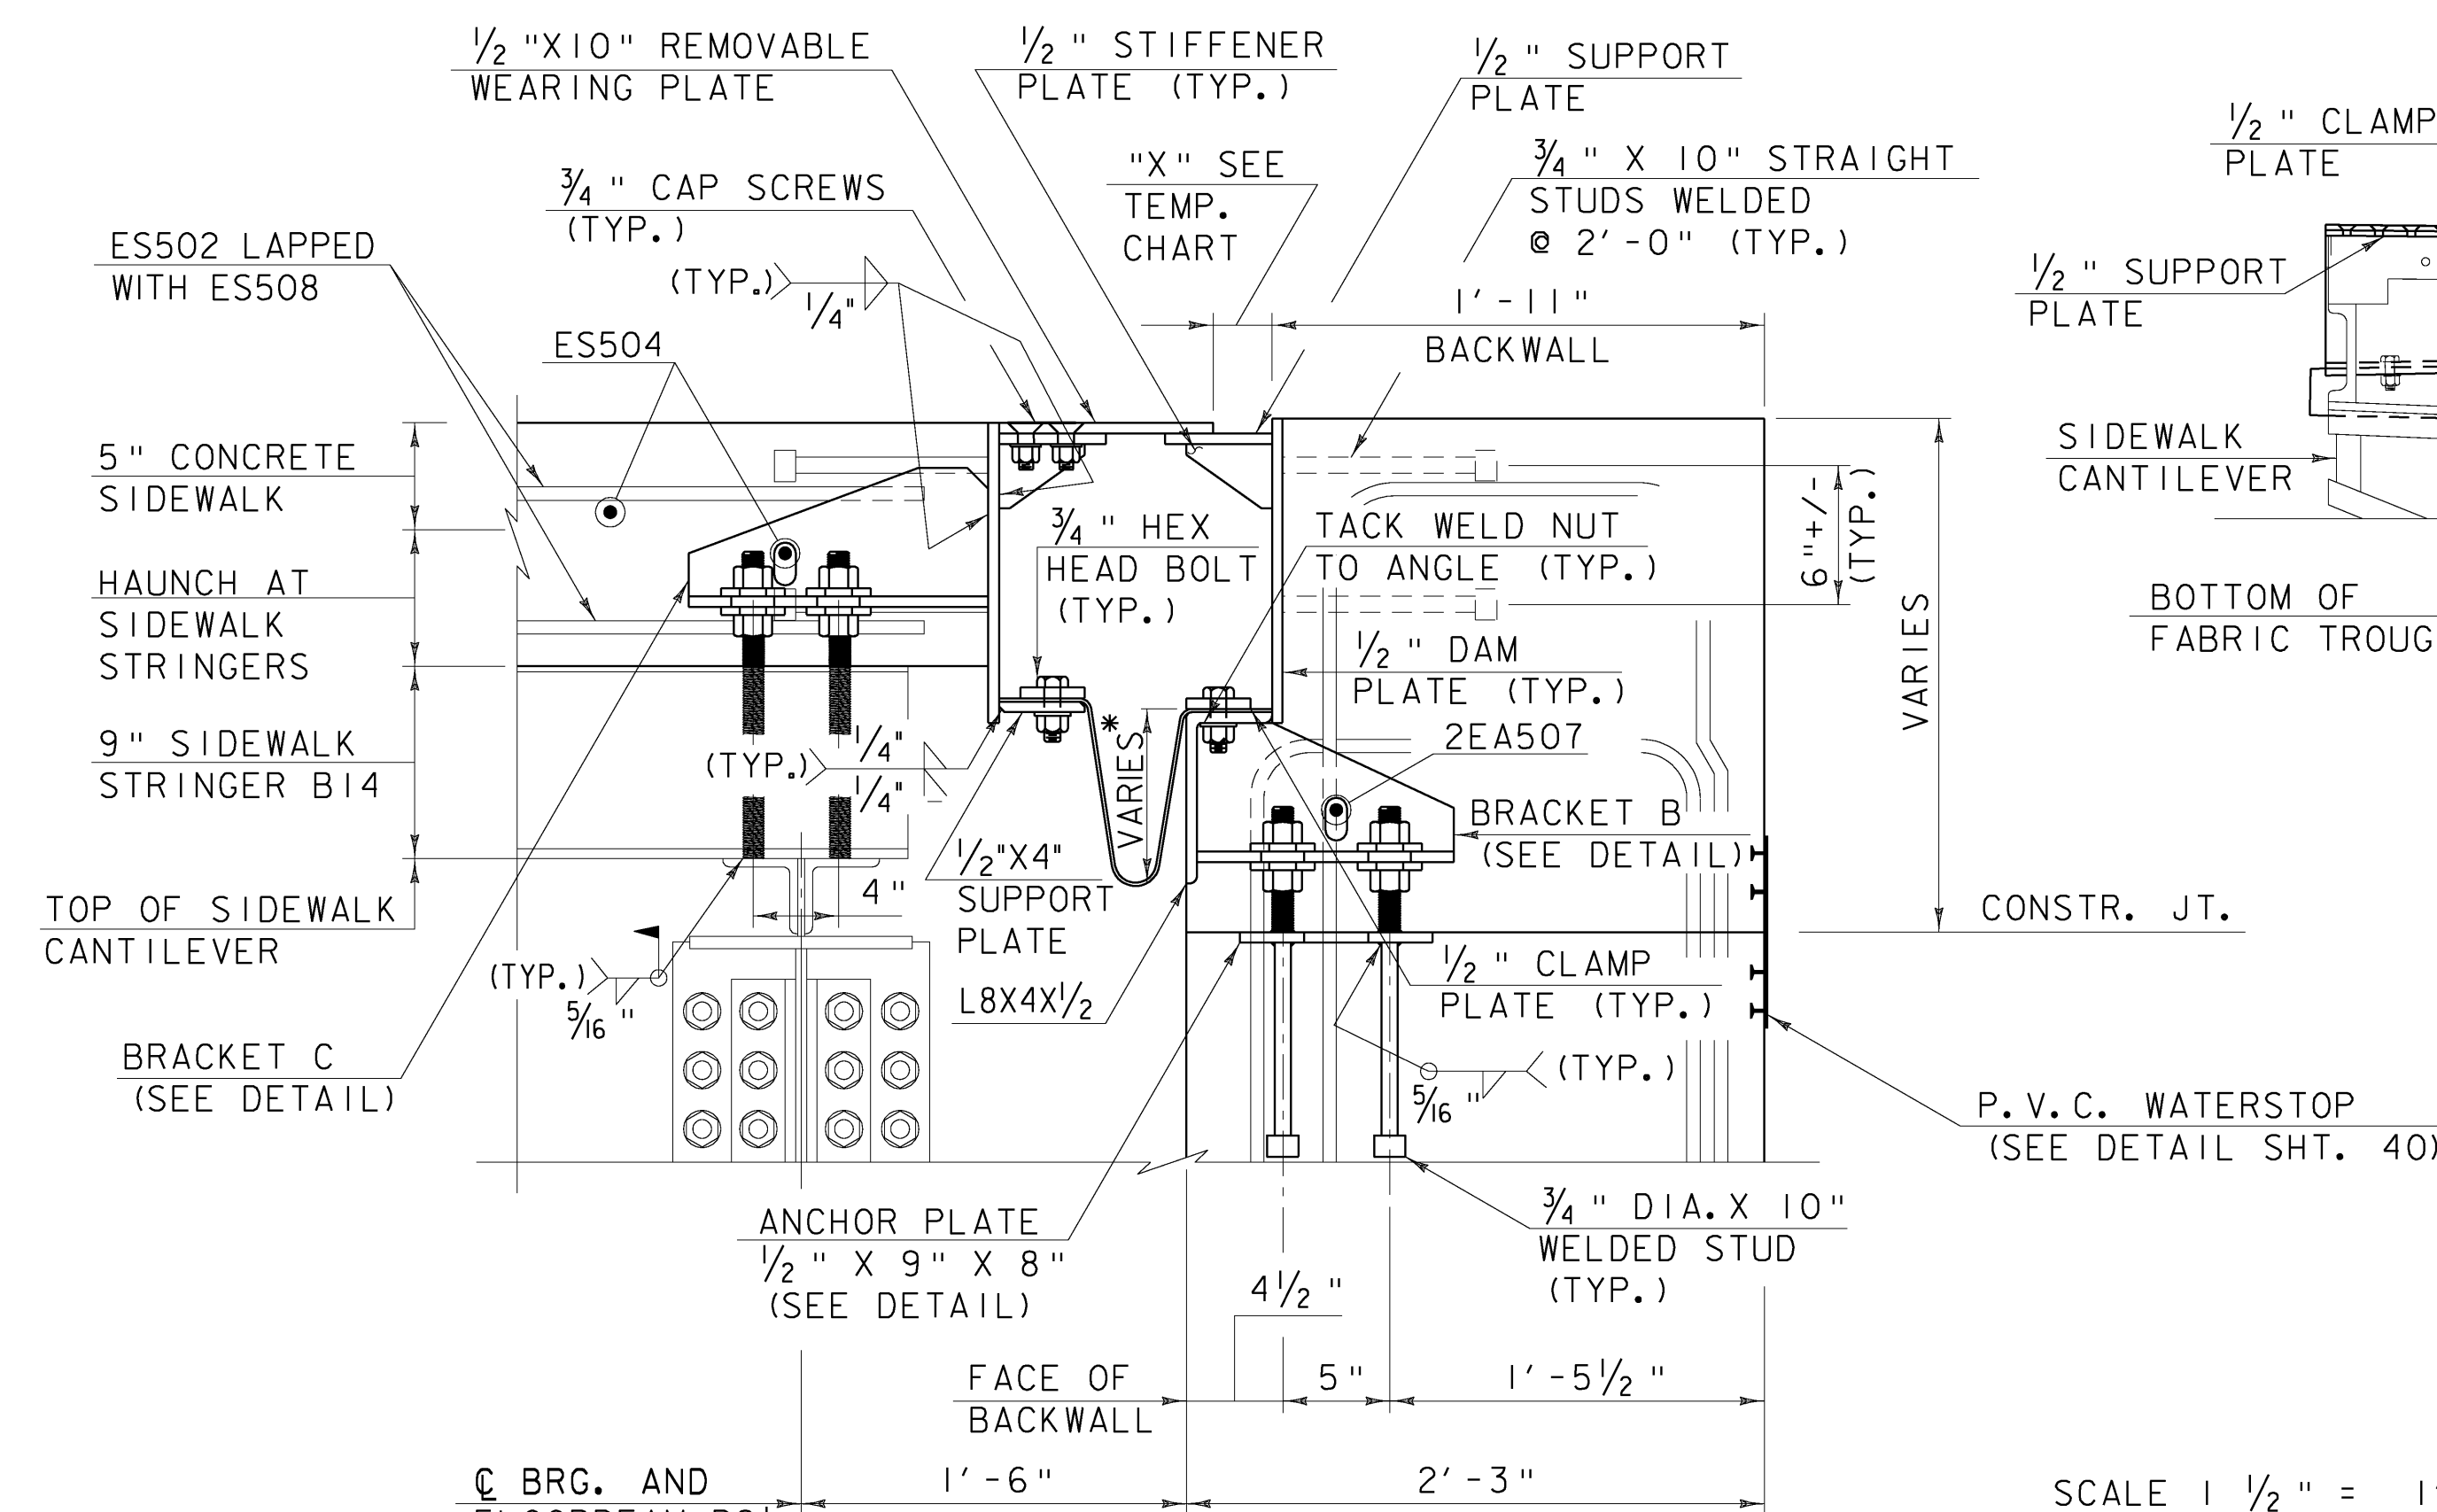 1/2 "X10" REMOVABLE
WEARING PLATE
1/2 " STIFFENER
PLATE (TYP.)
1/2 " SUPPORT
PLATE
3/4 " CAP SCREWS
(TYP.)
"X" SEE
TEMP.
CHART
3/4 " X 10" STRAIGHT
STUDS WELDED
@ 2'-0" (TYP.)
1/2 " CLAMP
PLATE
ES502 LAPPED
WITH ES508
(TYP.)
1/4"
ES504
1'-11"
BACKWALL
1/2 " SUPPORT
PLATE
5" CONCRETE
SIDEWALK
SIDEWALK
CANTILEVER
6"+/-
(TYP.)
3/4 " HEX
HEAD BOLT
(TYP.)
TACK WELD NUT
TO ANGLE (TYP.)
HAUNCH AT
SIDEWALK
STRINGERS
VARIES
BOTTOM OF
FABRIC TROUG
1/2 " DAM
PLATE (TYP.)
2EA507
9" SIDEWALK
STRINGER B14
(TYP.)
1/4"
1/4"
*
VARIES
BRACKET B
(SEE DETAIL)
1/2"X4"
SUPPORT
PLATE
4"
TOP OF SIDEWALK
CANTILEVER
CONSTR. JT.
(TYP.)
5/16 "
L8X4X1/2
1/2 " CLAMP
PLATE (TYP.)
BRACKET C
(SEE DETAIL)
(TYP.)
5/16 "
P.V.C. WATERSTOP
(SEE DETAIL SHT. 40)
ANCHOR PLATE
1/2 " X 9" X 8"
(SEE DETAIL)
3/4 " DIA. X 10"
WELDED STUD
(TYP.)
4 1/2 "
FACE OF
BACKWALL
5"
1'-5 1/2 "
℄ BRG. AND
1'-6"
2'-3"
SCALE 1 1/2 " =